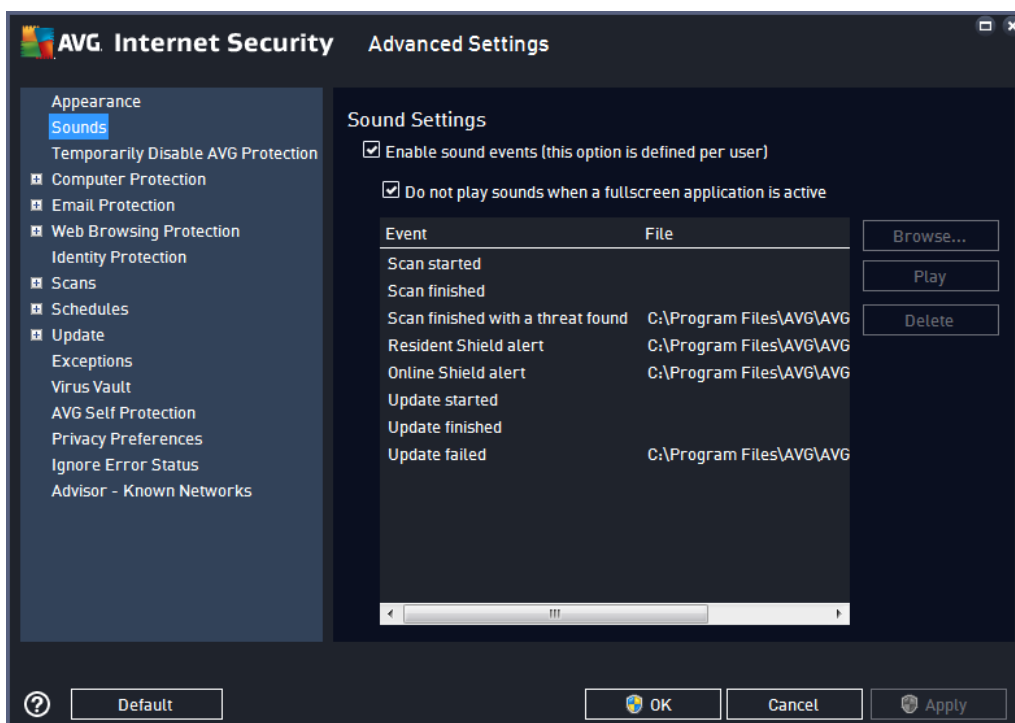 AVG. Internet Security Advanced Settings
Appearance
Sounds
Temporarily Disable AVG Protection
Computer Protection
Email Protection
Web Browsing Protection
Identity Protection
Scans
Schedules
Update
Exceptions
Virus Vault
AVG Self Protection
Privacy Preferences
Ignore Error Status
Advisor - Known Networks
Sound Settings
Enable sound events (this option is defined per user)
Do not play sounds when a fullscreen application is active
Event File
Scan started
Scan finished
Scan finished with a threat found C:\Program Files\AVG\AVG
Resident Shield alert C:\Program Files\AVG\AVG
Online Shield alert C:\Program Files\AVG\AVG
Update started
Update finished
Update failed C:\Program Files\AVG\AVG
Browse...
Play
Delete
? Default OK Cancel Apply